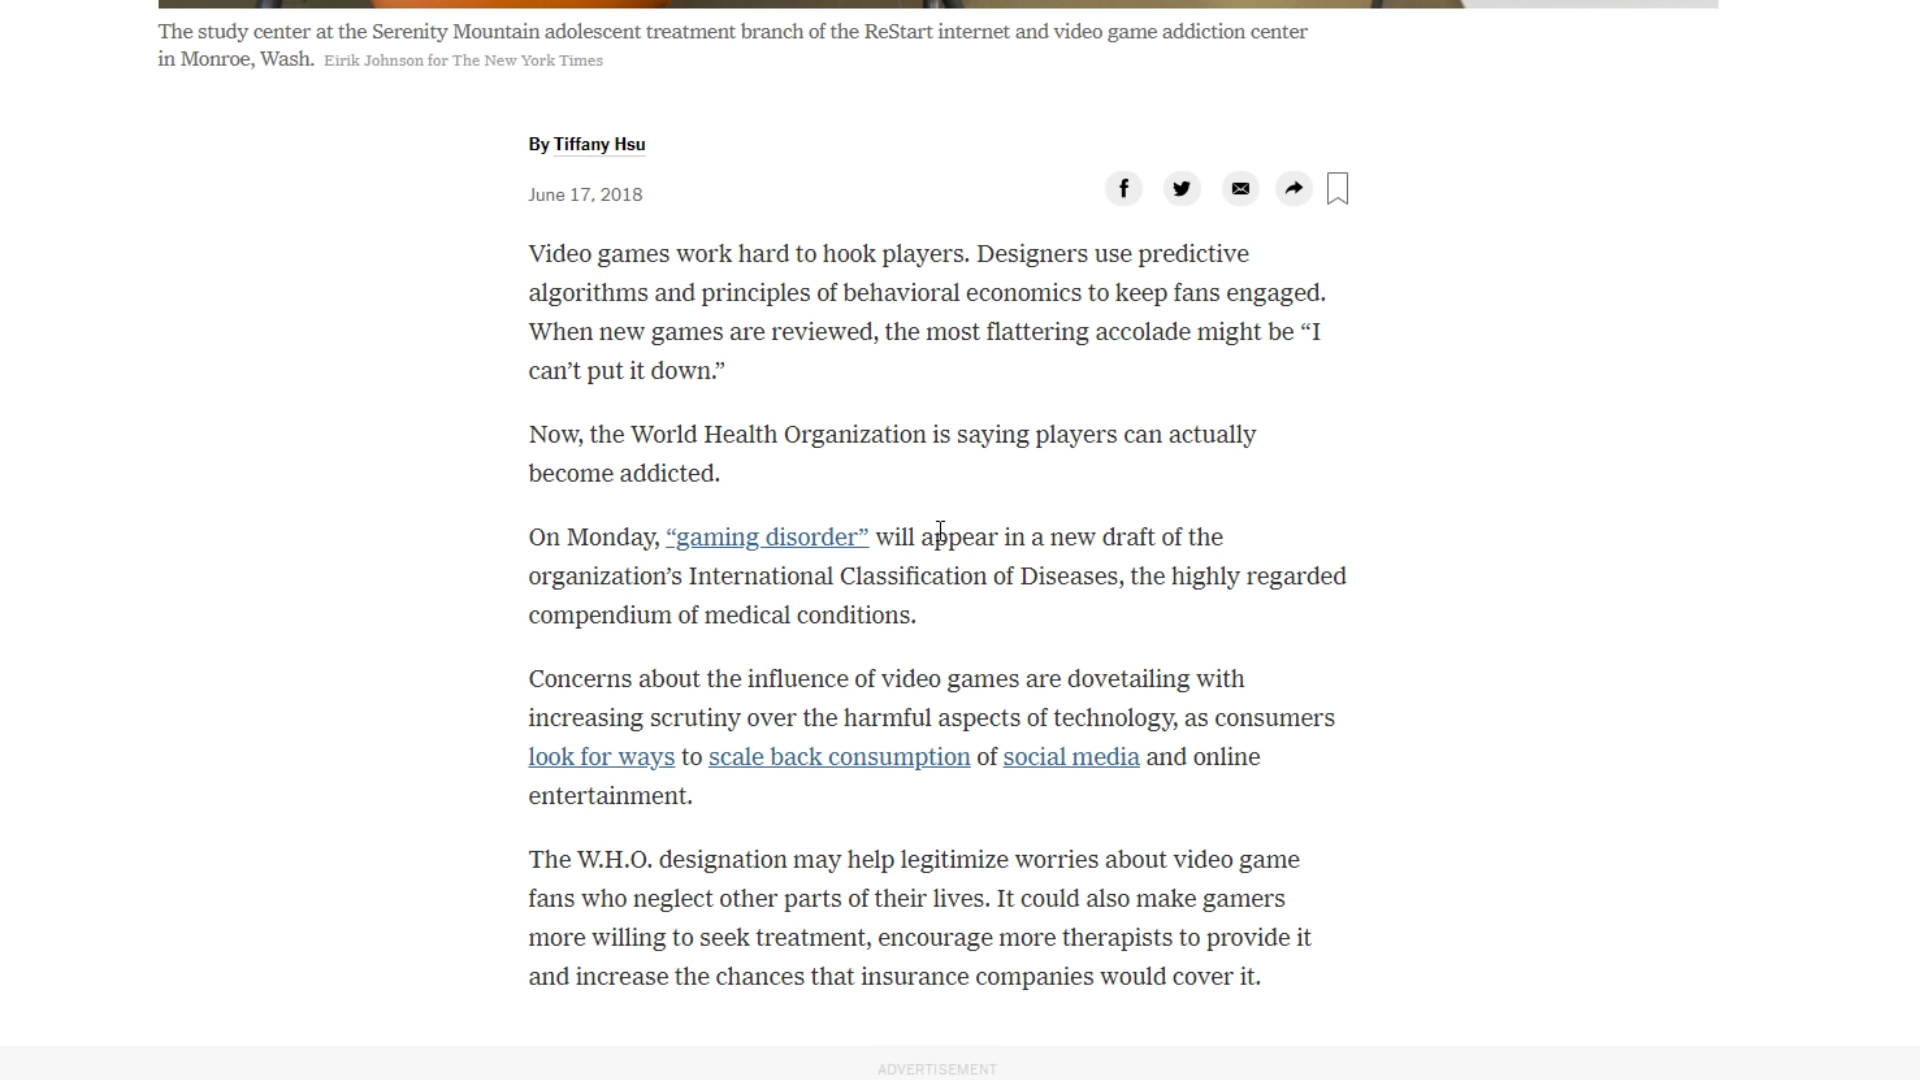 The study center at the Serenity Mountain adolescent treatment branch of the ReStart internet and video game addiction center
in Monroe, Wash. Eirik Johnson for The New York Times
By Tiffany Hsu
June 17, 2018
Video games work hard to hook players. Designers use predictive
algorithms and principles of behavioral economics to keep fans engaged.
When new games are reviewed, the most flattering accolade might be “I
can’t put it down.”
Now, the World Health Organization is saying players can actually
become addicted.
On Monday, “gaming disorder” will appear in a new draft of the
organization’s International Classification of Diseases, the highly regarded
compendium of medical conditions.
Concerns about the influence of video games are dovetailing with
increasing scrutiny over the harmful aspects of technology, as consumers
look for ways to scale back consumption of social media and online
entertainment.
The W.H.O. designation may help legitimize worries about video game
fans who neglect other parts of their lives. It could also make gamers
more willing to seek treatment, encourage more therapists to provide it
and increase the chances that insurance companies would cover it.
ADVERTISEMENT